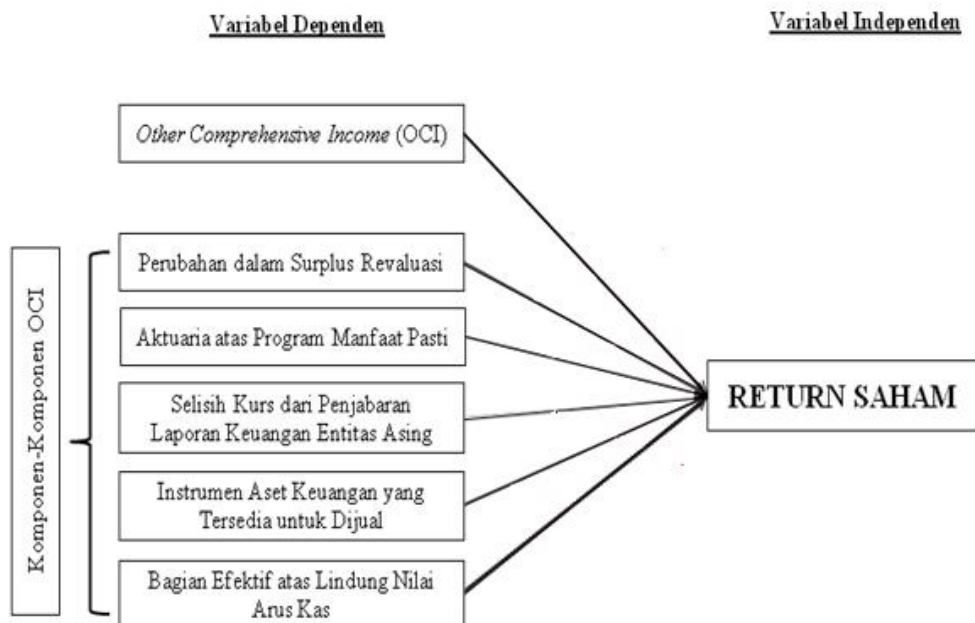 Variabel Dependen
Variabel Independen
Other Comprehensive Income (OCI)
Komponen-Komponen OCI
Perubahan dalam Surplus Revaluasi
Aktuaria atas Program Manfaat Pasti
Selisih Kurs dari Penjabaran
Laporan Keuangan Entitas Asing
Instrumen Aset Keuangan yang
Tersedia untuk Dijual
Bagian Efektif atas Lindung Nilai
Arus Kas
RETURN SAHAM